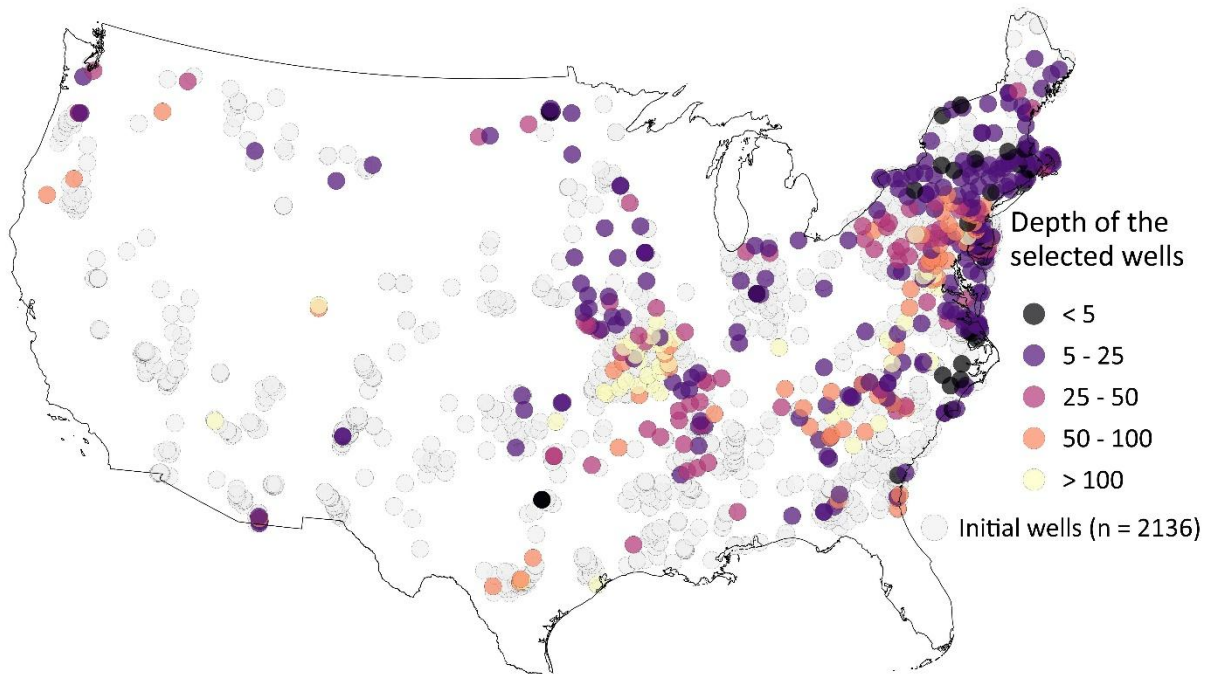 Depth of the
selected wells
< 5
5 - 25
25 - 50
50 - 100
> 100
Initial wells (n = 2136)